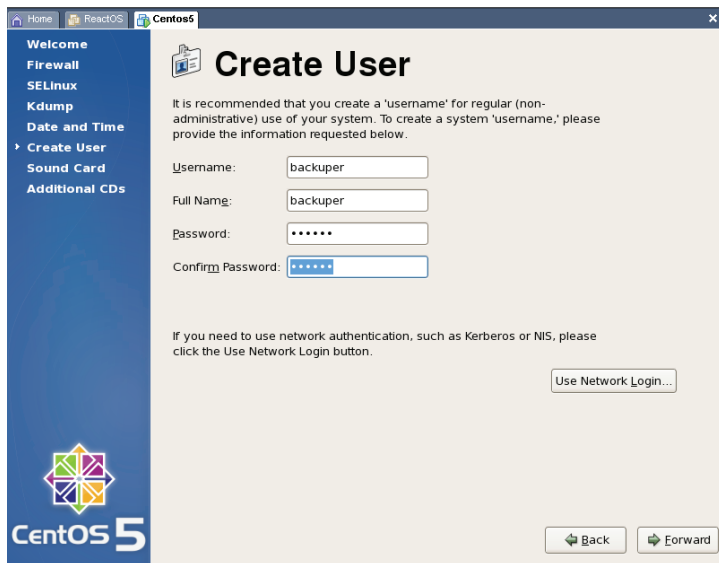 Home ReactOS Centos5
Welcome
Firewall
SELinux
Kdump
Date and Time
Create User
Sound Card
Additional CDs
CentOS 5
Create User
It is recommended that you create a 'username' for regular (non-
administrative) use of your system. To create a system 'username,' please
provide the information requested below.
Username: backuper
Full Name: backuper
Password: ••••••
Confirm Password: ••••••
If you need to use network authentication, such as Kerberos or NIS, please
click the Use Network Login button.
Use Network Login...
Back Forward